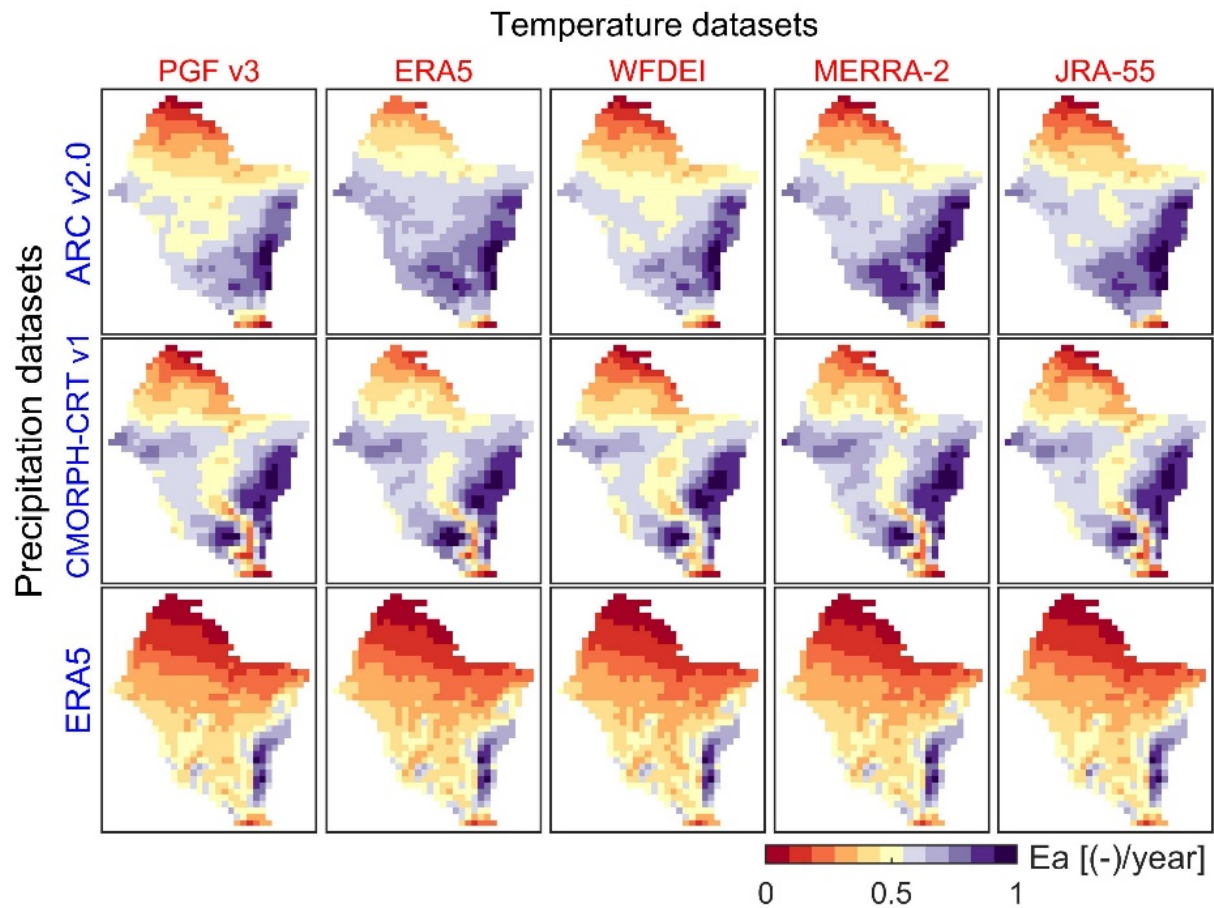 Temperature datasets
PGF v3 ERA5 WFDEI MERRA-2 JRA-55
Precipitation datasets
ARC v2.0
CMORPH-CRT v1
ERA5
Ea [(-)/year]
0 0.5 1